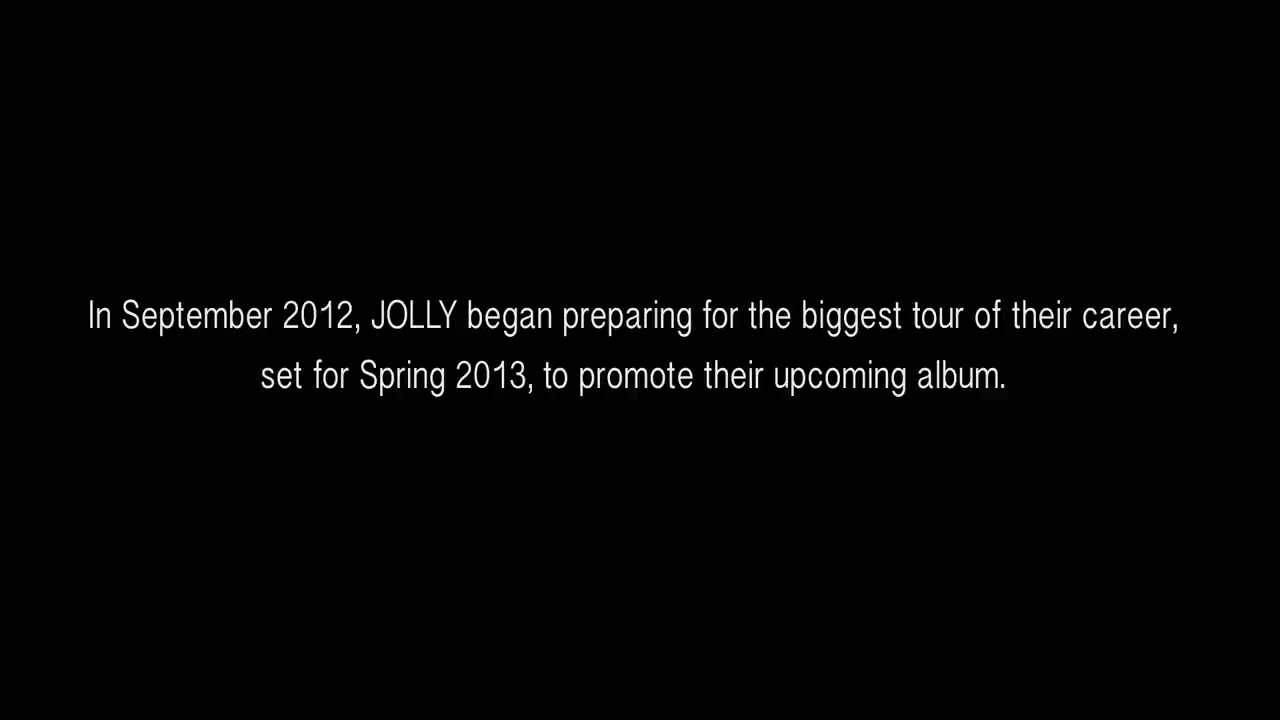 In September 2012, JOLLY began preparing for the biggest tour of their career,
set for Spring 2013, to promote their upcoming album.